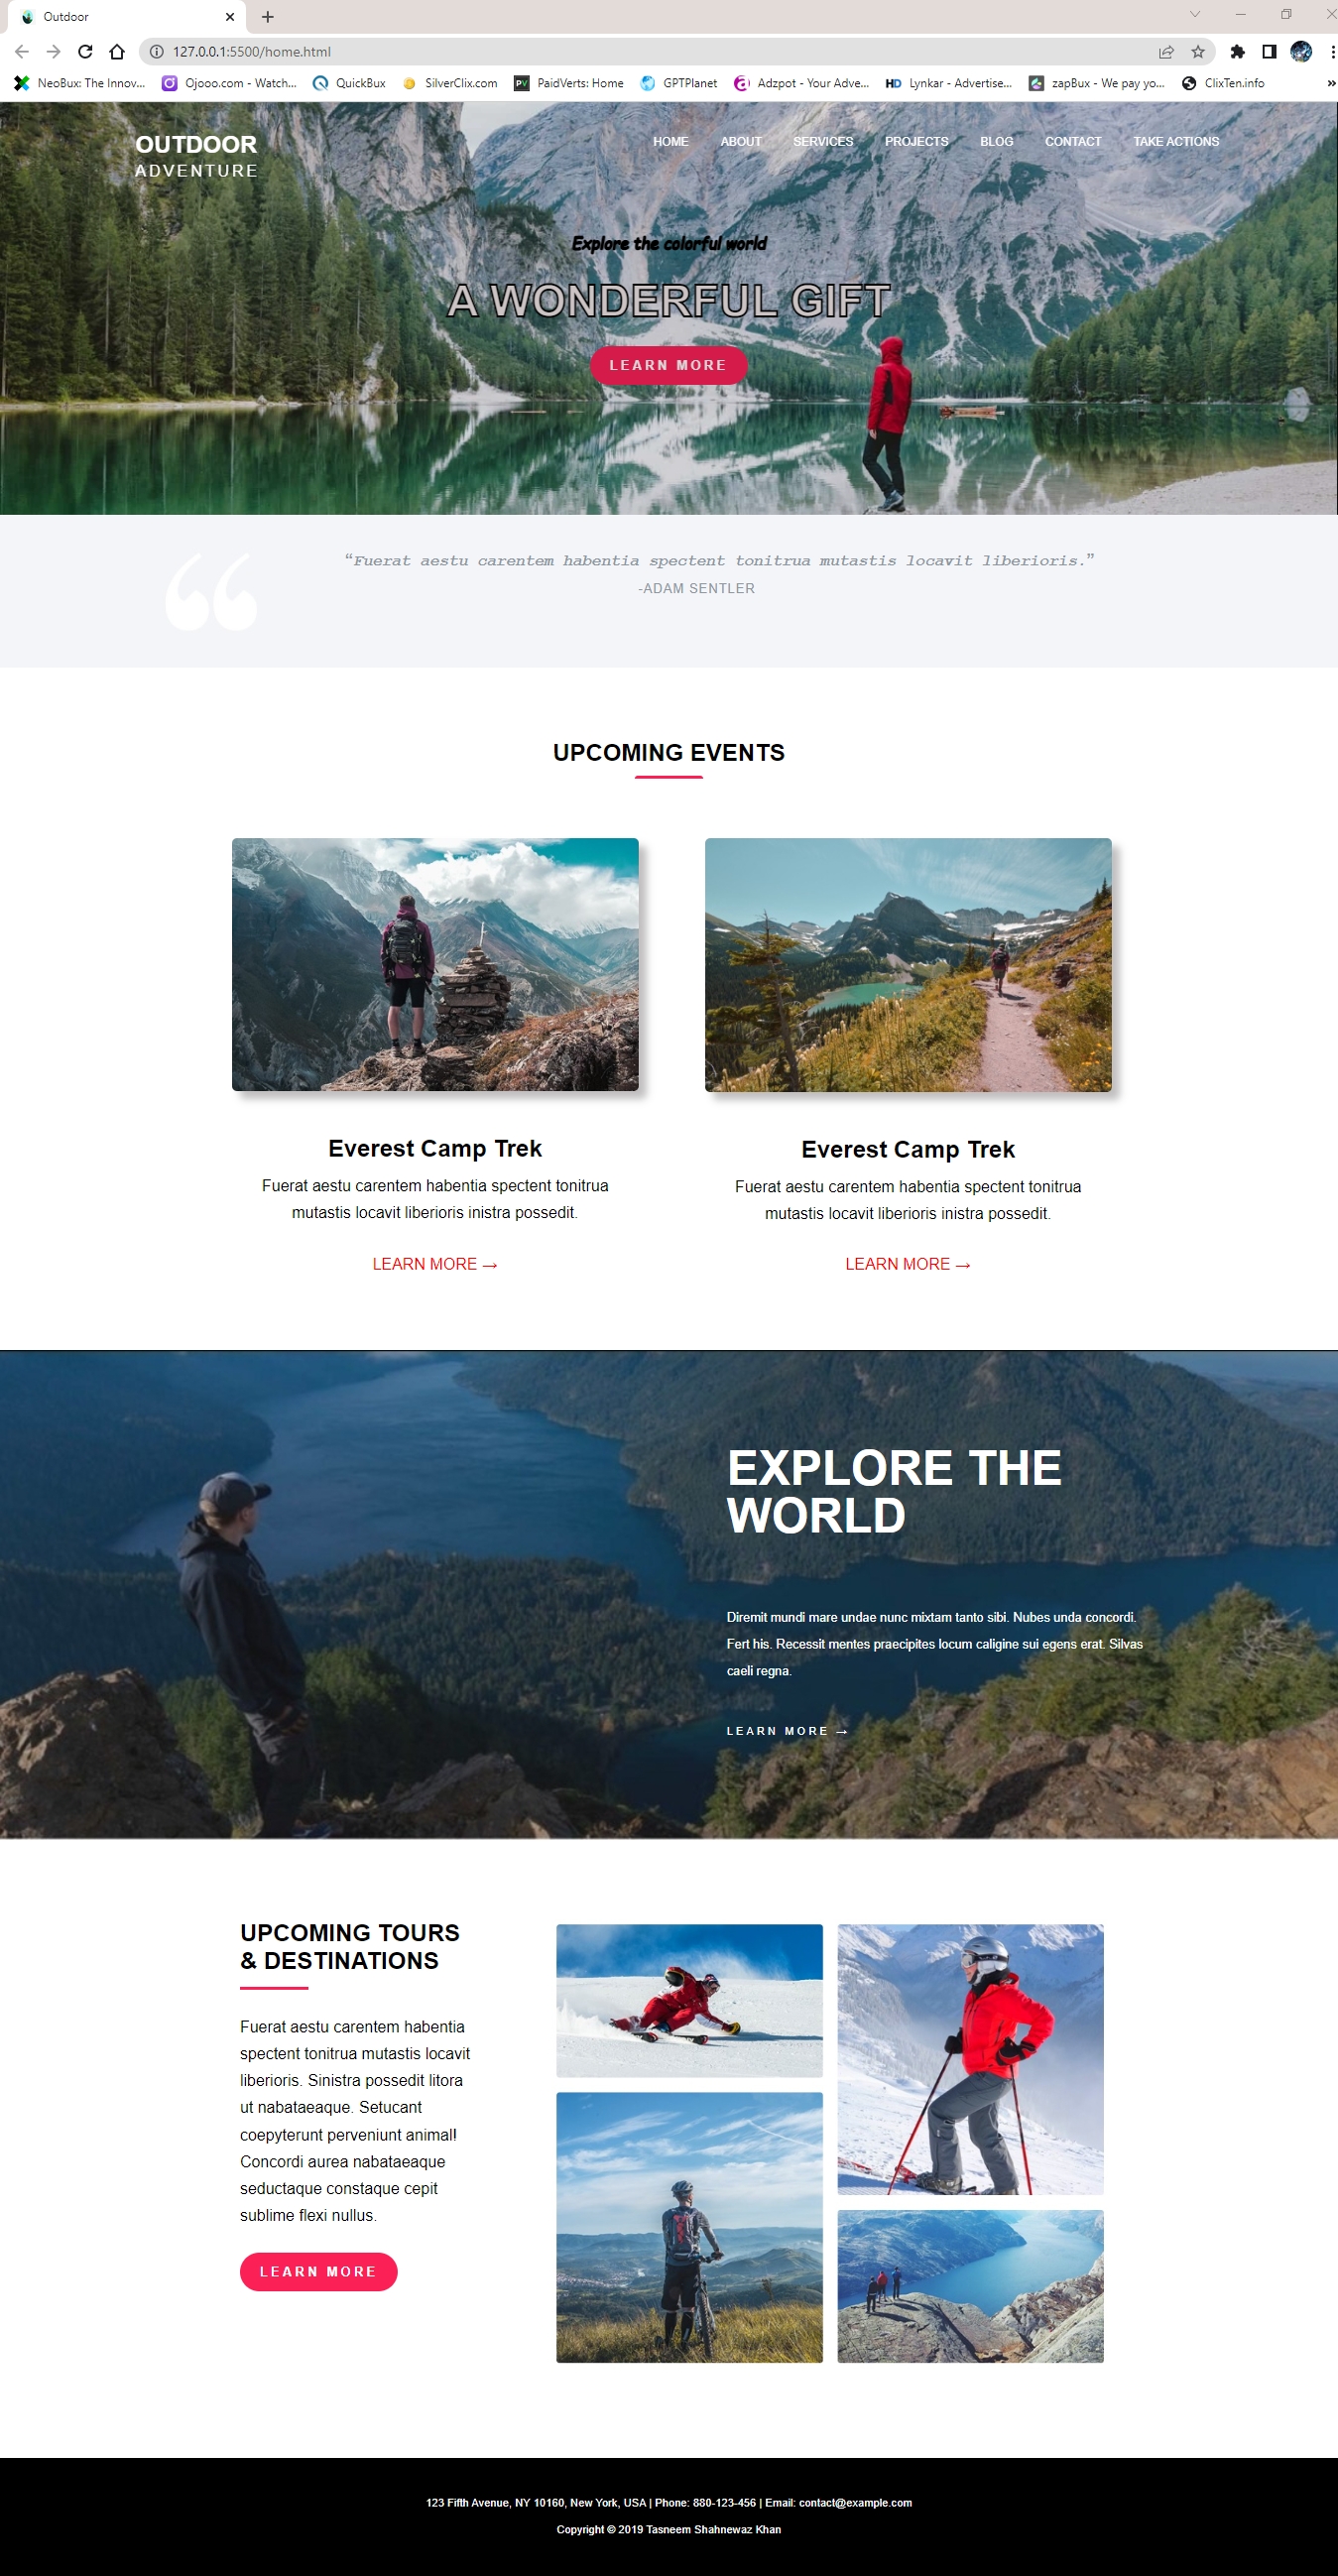 Outdoor
127.0.0.1:5500/home.html
NeoBux: The Innov... Ojooo.com - Watch... QuickBux SilverClix.com PaidVerts: Home GPTPlanet Adzpot - Your Adve... Lynkar - Advertise... zapBux - We pay yo... ClixTen.info »
OUTDOOR
ADVENTURE
HOME ABOUT SERVICES PROJECTS BLOG CONTACT TAKE ACTIONS
Explore the colorful world
A WONDERFUL GIFT
LEARN MORE
“Fuerat aestu carentem habentia spectent tonitrua mutastis locavit liberioris.”
-ADAM SENTLER
UPCOMING EVENTS
Everest Camp Trek
Fuerat aestu carentem habentia spectent tonitrua
mutastis locavit liberioris inistra possedit.
LEARN MORE →
Everest Camp Trek
Fuerat aestu carentem habentia spectent tonitrua
mutastis locavit liberioris inistra possedit.
LEARN MORE →
EXPLORE THE
WORLD
Diremit mundi mare undae nunc mixtam tanto sibi. Nubes unda concordi.
Fert his. Recessit mentes praecipites locum caligine sui egens erat. Silvas
caeli regna.
LEARN MORE →
UPCOMING TOURS
& DESTINATIONS
Fuerat aestu carentem habentia
spectent tonitrua mutastis locavit
liberioris. Sinistra possedit litora
ut nabataeaque. Setucant
coepyterunt perveniunt animal!
Concordi aurea nabataeaque
seductaque constaque cepit
sublime flexi nullus.
LEARN MORE
123 Fifth Avenue, NY 10160, New York, USA | Phone: 880-123-456 | Email: contact@example.com
Copyright © 2019 Tasneem Shahnewaz Khan